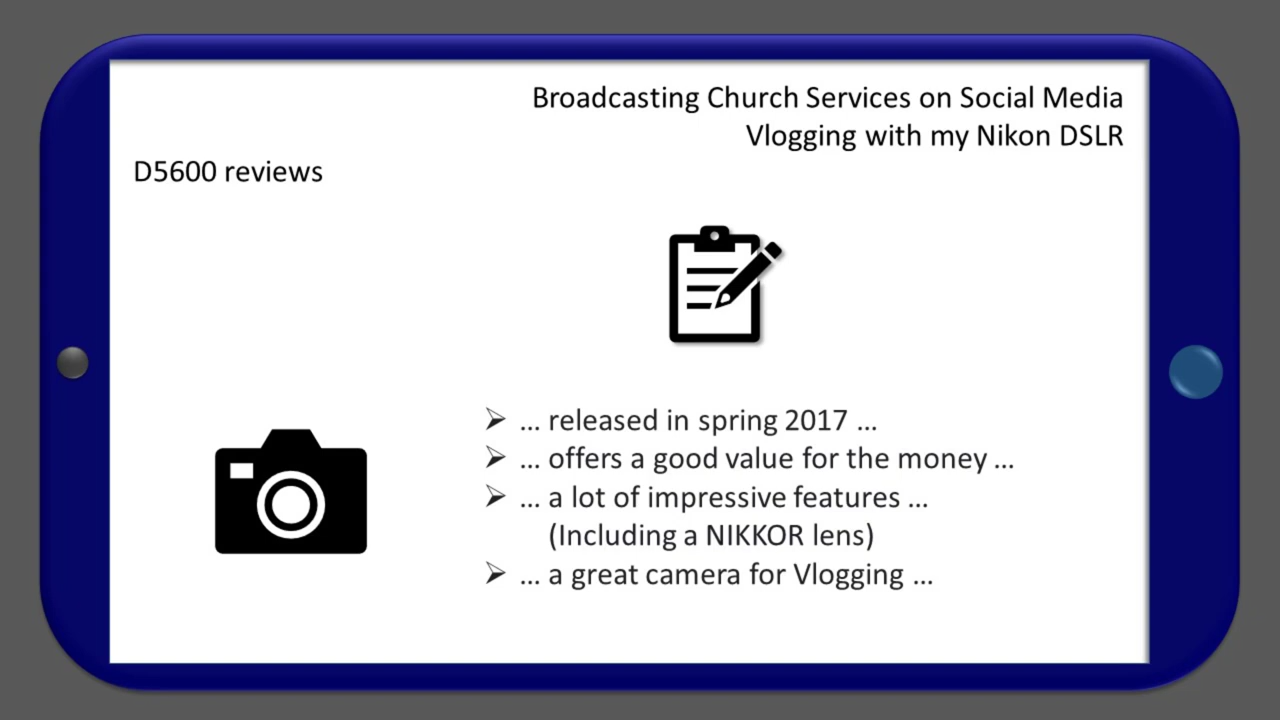 Broadcasting Church Services on Social Media
Vlogging with my Nikon DSLR
D5600 reviews
➢ ... released in spring 2017 ...
➢ ... offers a good value for the money ...
➢ ... a lot of impressive features ...
(Including a NIKKOR lens)
➢ ... a great camera for Vlogging ...